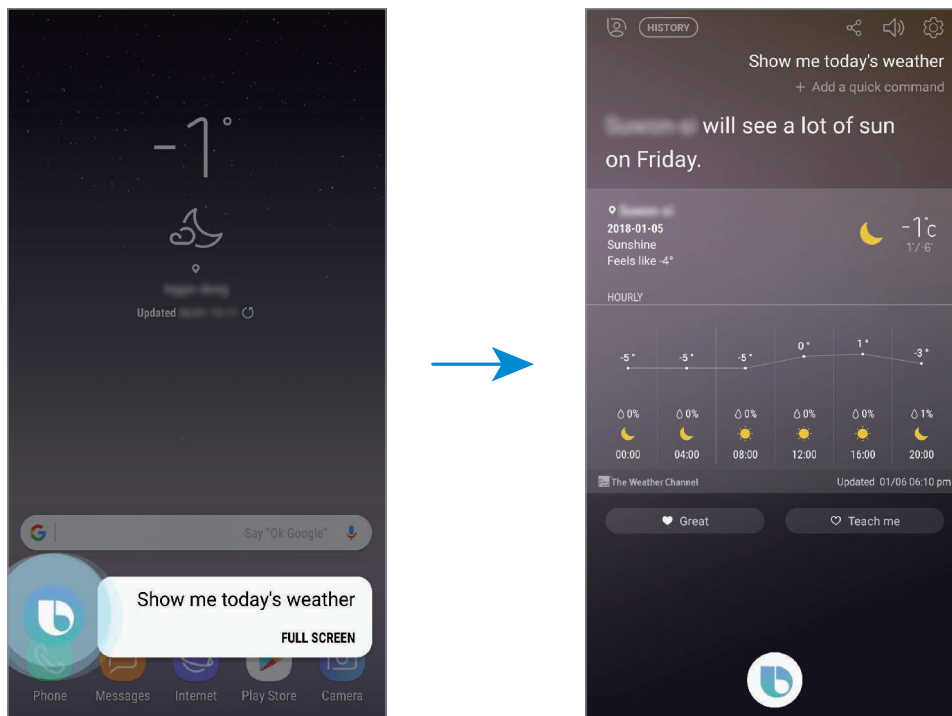 -1°
Updated
Say "Ok Google"
Show me today's weather
FULL SCREEN
Phone Messages Internet Play Store Camera
HISTORY
Show me today's weather
+ Add a quick command
will see a lot of sun
on Friday.
2018-01-05
Sunshine
Feels like -4°
-1°c
1°/-6°
HOURLY
-5° -5° -5° 0° 1° -3°
0% 0% 0% 0% 0% 1%
00:00 04:00 08:00 12:00 16:00 20:00
The Weather Channel Updated 01/06 06:10 pm
Great Teach me